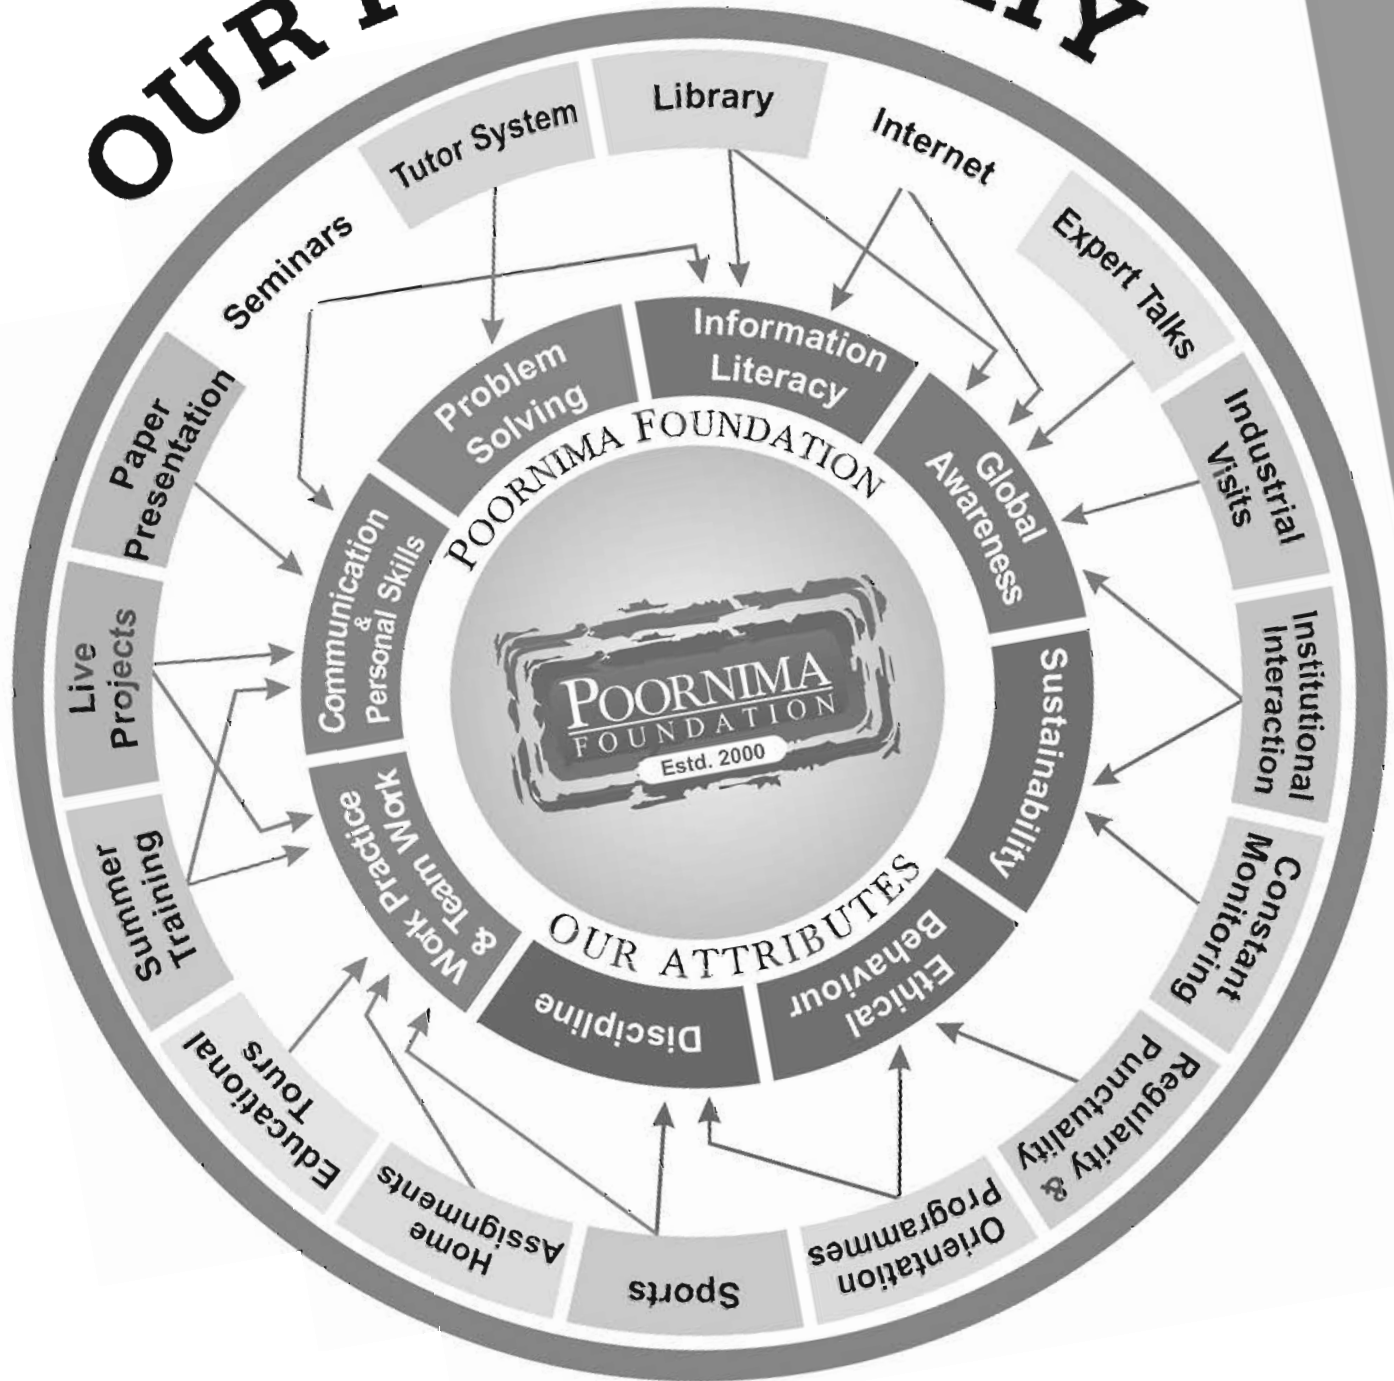 OUR
Tutor System
Library
Internet
Expert Talks
Industrial
Visits
Institutional
Interaction
Constant
Monitoring
Regularity &
Punctuality
Orientation
Programmes
Sports
Home
Assignments
Educational
Tours
Summer
Training
Live
Projects
Paper
Presentation
Seminars
Problem
Solving
Information
Literacy
Global
Awareness
Sustainability
Ethical
Behaviour
Discipline
Work Practice
& Team Work
Communication
&
Personal Skills
POORNIMA FOUNDATION
POORNIMA
FOUNDATION
Estd. 2000
OUR ATTRIBUTES